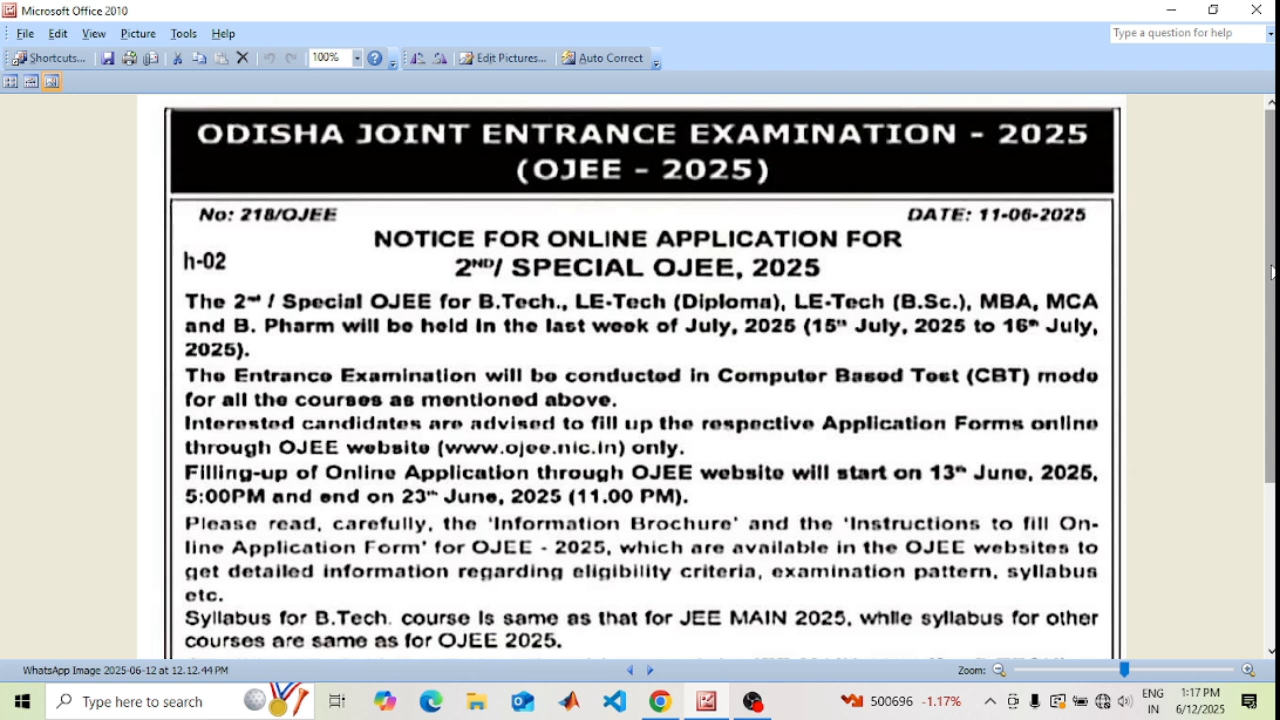 Microsoft Office 2010
File Edit View Picture Tools Help
Type a question for help
Shortcuts... 100% Edit Pictures... Auto Correct
ODISHA JOINT ENTRANCE EXAMINATION - 2025
(OJEE - 2025)
No: 218/OJEE DATE: 11-06-2025
NOTICE FOR ONLINE APPLICATION FOR
h-02
2ND/ SPECIAL OJEE, 2025
The 2nd / Special OJEE for B.Tech., LE-Tech (Diploma), LE-Tech (B.Sc.), MBA, MCA
and B. Pharm will be held in the last week of July, 2025 (15th July, 2025 to 16th July,
2025).
The Entrance Examination will be conducted in Computer Based Test (CBT) mode
for all the courses as mentioned above.
Interested candidates are advised to fill up the respective Application Forms online
through OJEE website (www.ojee.nic.in) only.
Filling-up of Online Application through OJEE website will start on 13th June, 2025,
5:00PM and end on 23th June, 2025 (11.00 PM).
Please read, carefully, the 'Information Brochure' and the 'Instructions to fill On-
line Application Form' for OJEE - 2025, which are available in the OJEE websites to
get detailed information regarding eligibility criteria, examination pattern, syllabus
etc.
Syllabus for B.Tech. course is same as that for JEE MAIN 2025, while syllabus for other
courses are same as for OJEE 2025.
WhatsApp Image 2025-06-12 at 12.12.44 PM Zoom:
Type here to search 500696 -1.17% ENG 1:17 PM
IN 6/12/2025